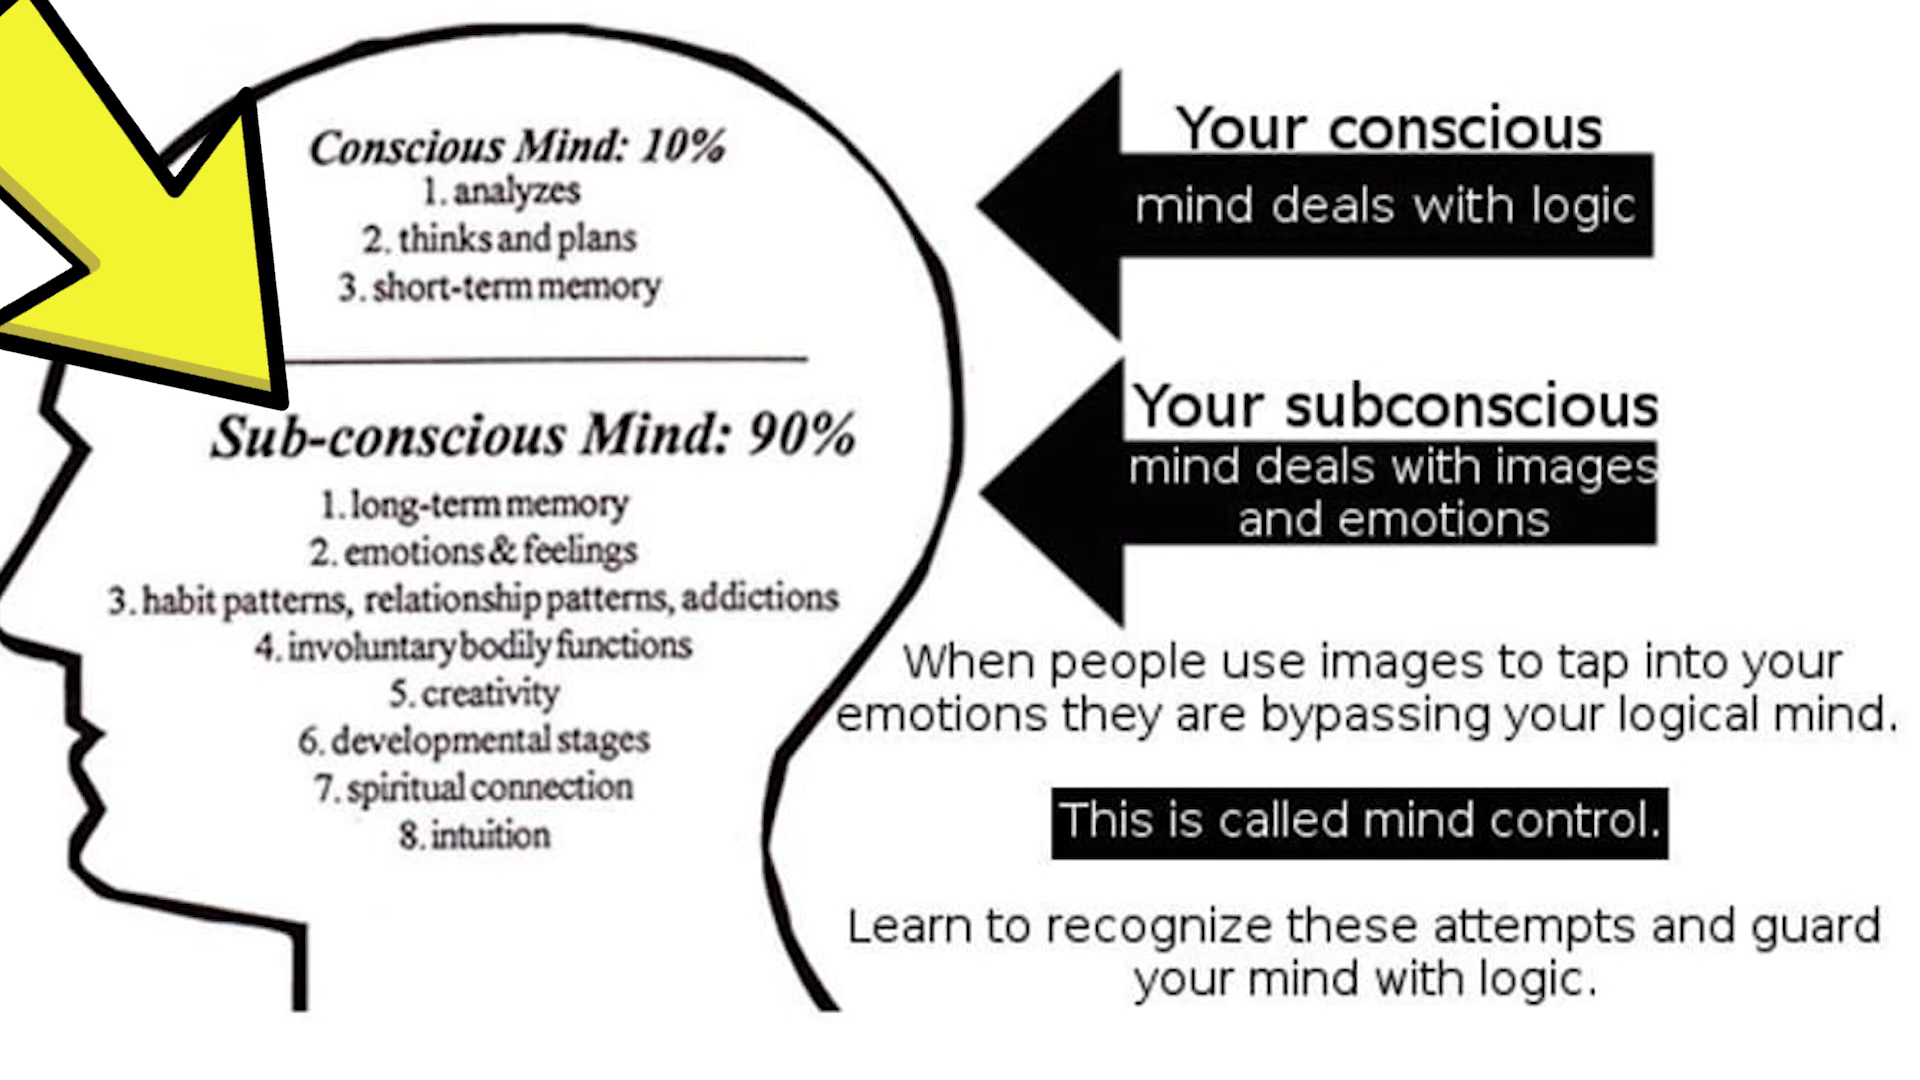 Conscious Mind: 10%
1. analyzes
2. thinks and plans
3. short-term memory
Sub-conscious Mind: 90%
1. long-term memory
2. emotions & feelings
3. habit patterns, relationship patterns, addictions
4. involuntary bodily functions
5. creativity
6. developmental stages
7. spiritual connection
8. intuition
Your conscious
mind deals with logic
Your subconscious
mind deals with images
and emotions
When people use images to tap into your
emotions they are bypassing your logical mind.
This is called mind control.
Learn to recognize these attempts and guard
your mind with logic.